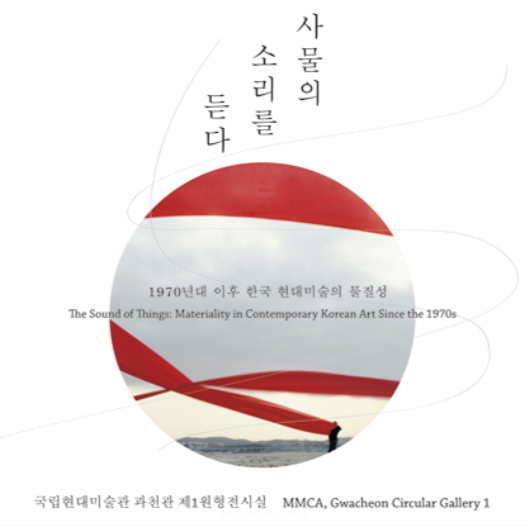 사물의
소리를
듣다
1970년대 이후 한국 현대미술의 물질성
The Sound of Things: Materiality in Contemporary Korean Art Since the 1970s
국립현대미술관 과천관 제1원형전시실 MMCA, Gwacheon Circular Gallery 1